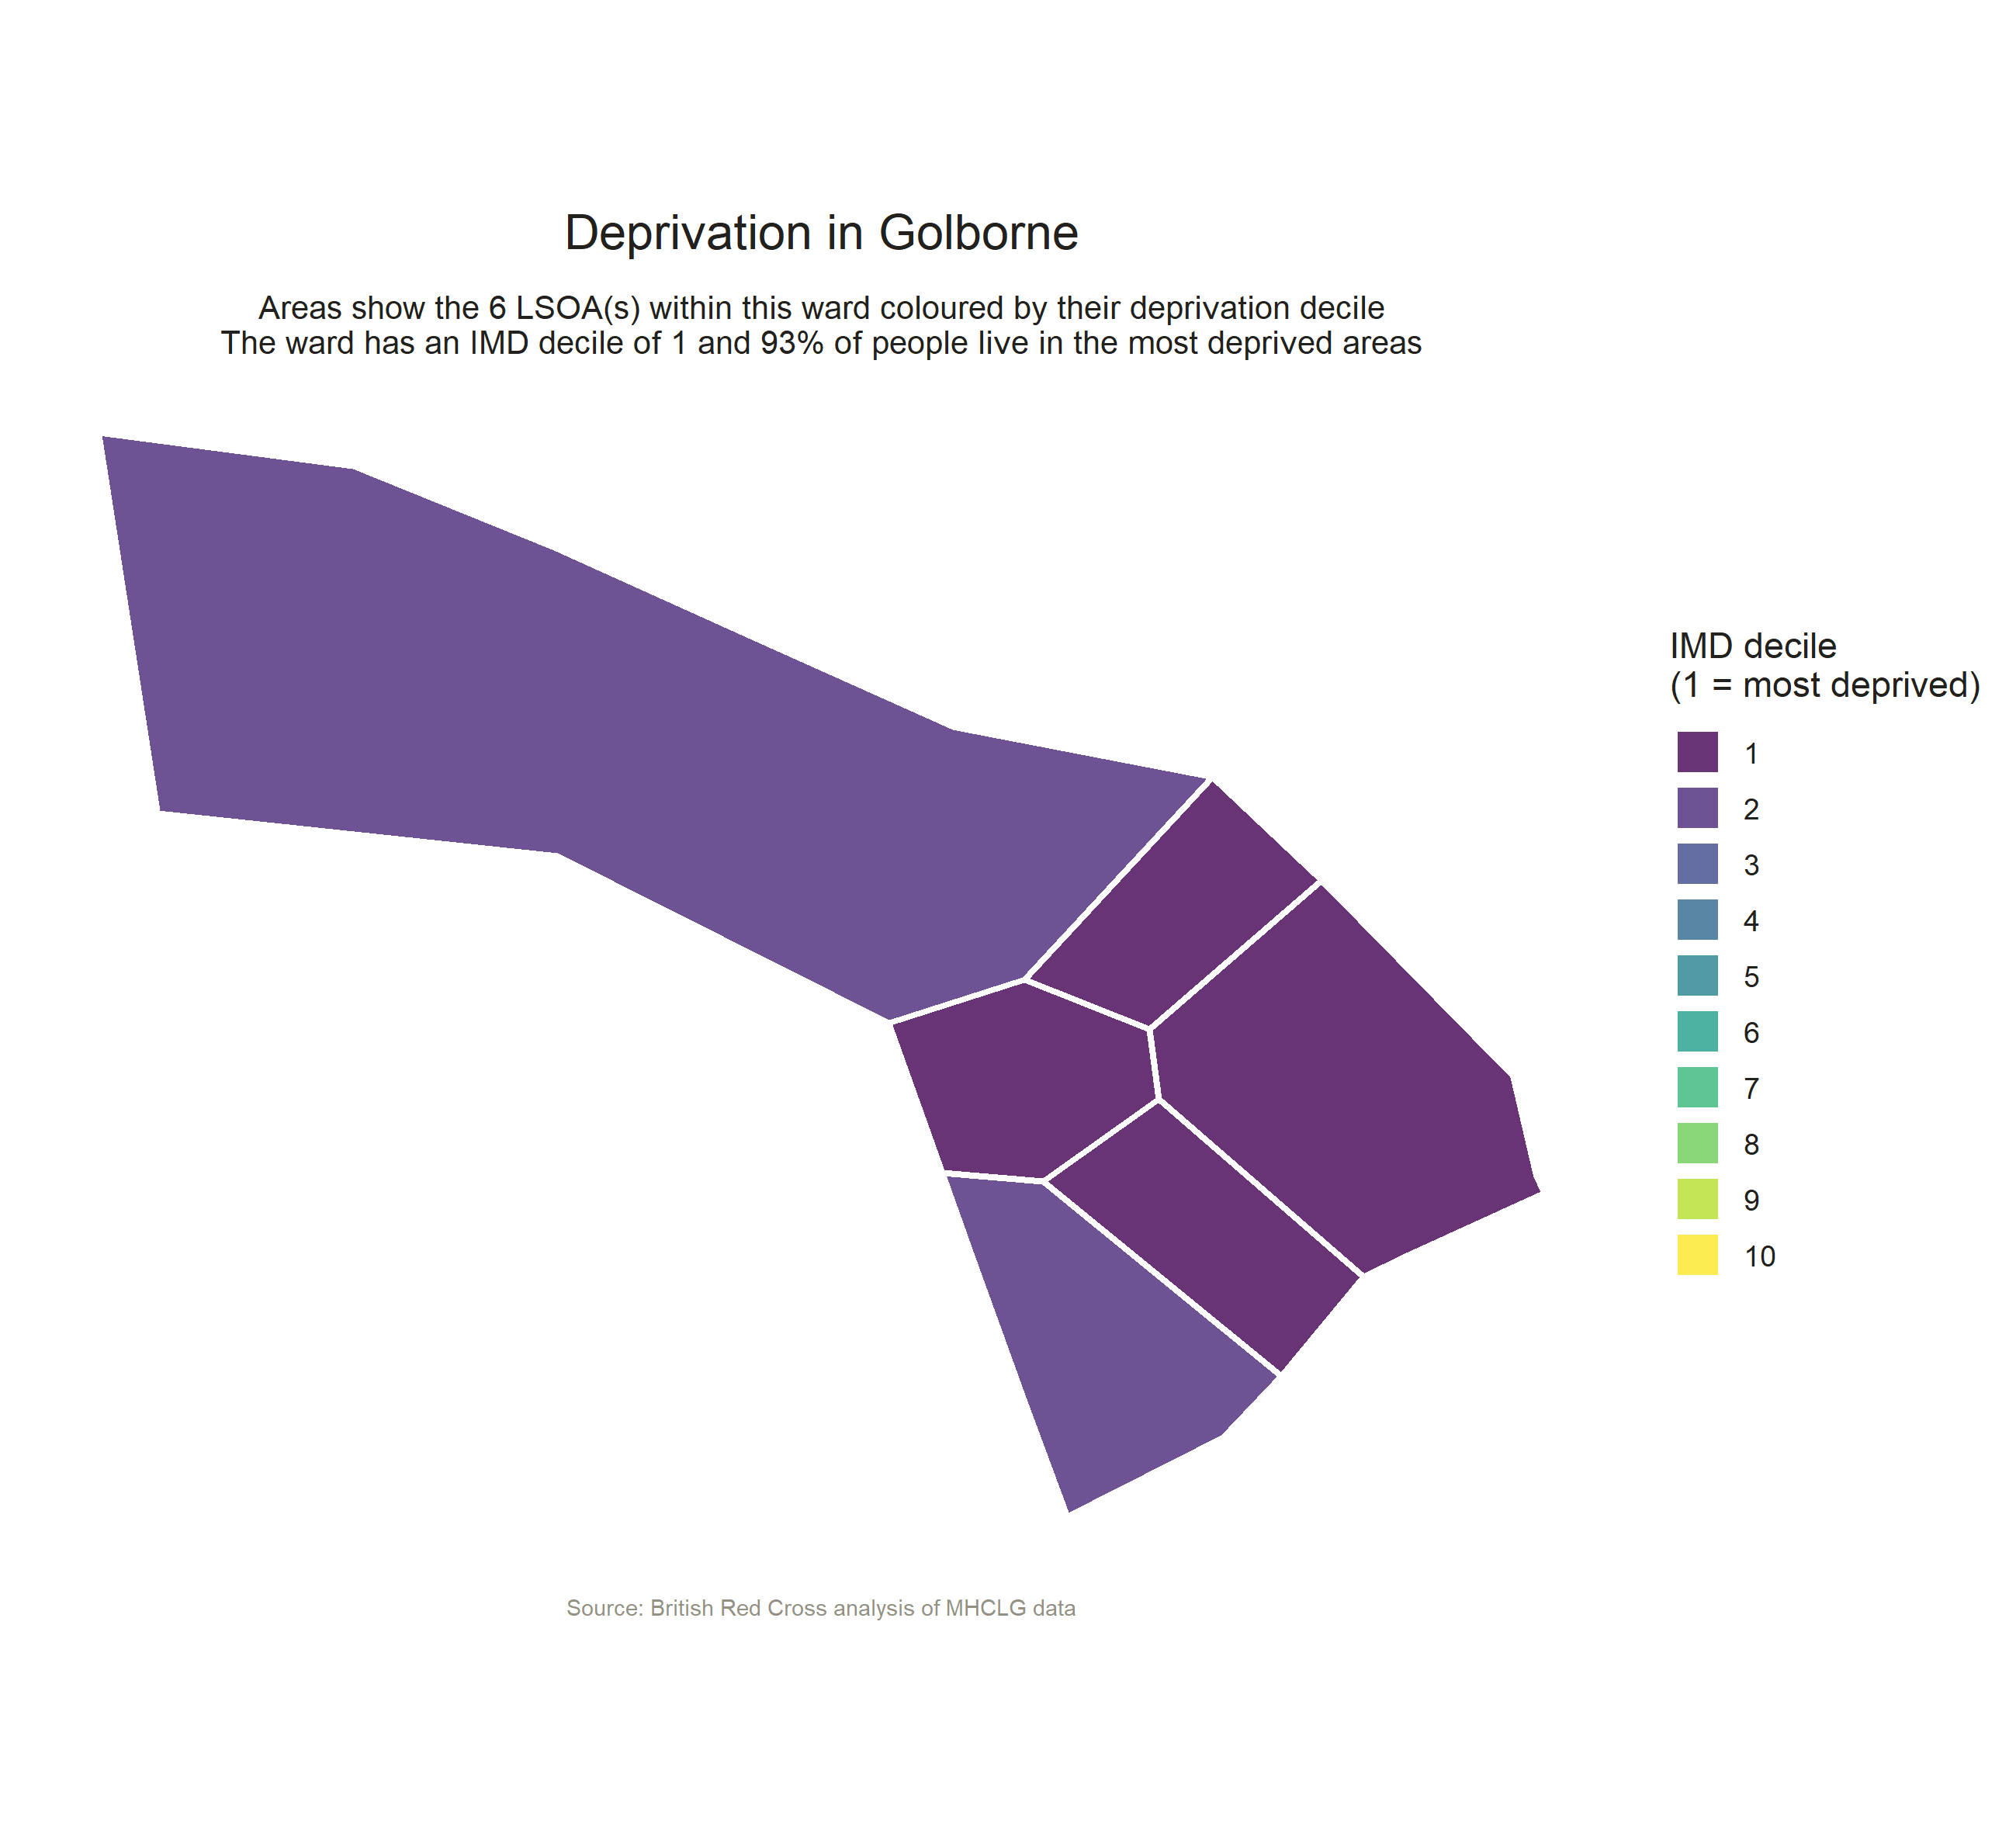 Deprivation in Golborne
Areas show the 6 LSOA(s) within this ward coloured by their deprivation decile
The ward has an IMD decile of 1 and 93% of people live in the most deprived areas
IMD decile
(1 = most deprived)
1
2
3
4
5
6
7
8
9
10
Source: British Red Cross analysis of MHCLG data